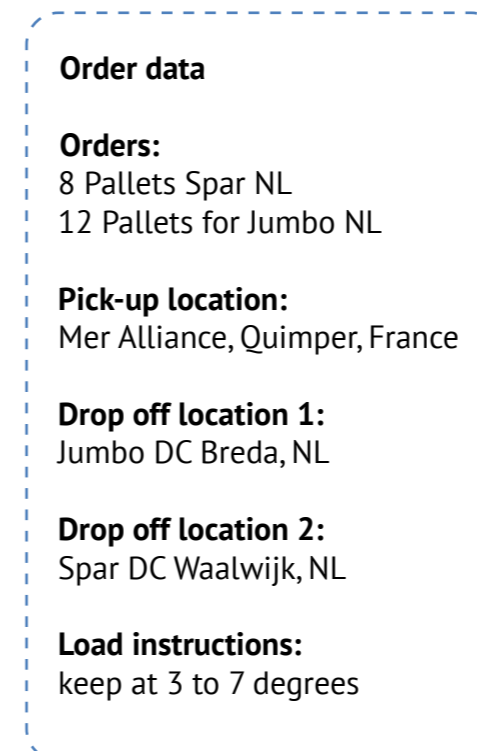 Order data
Orders:
8 Pallets Spar NL
12 Pallets for Jumbo NL
Pick-up location:
Mer Alliance, Quimper, France
Drop off location 1:
Jumbo DC Breda, NL
Drop off location 2:
Spar DC Waalwijk, NL
Load instructions:
keep at 3 to 7 degrees